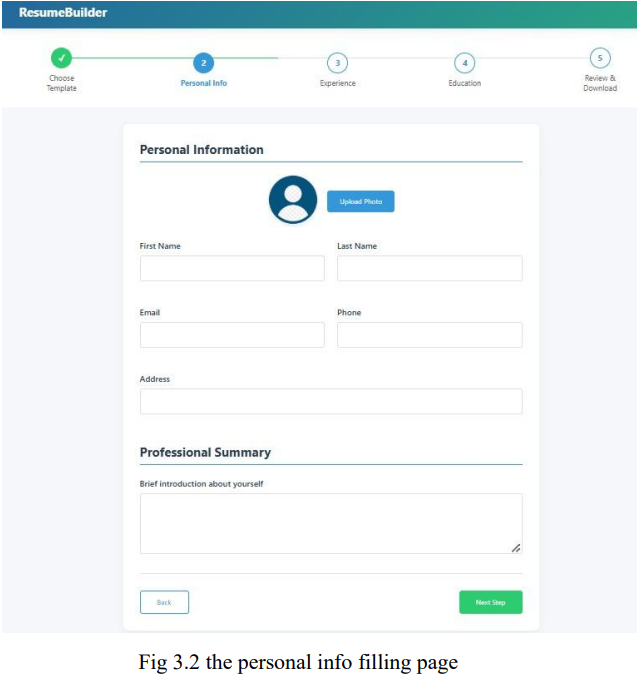 ResumeBuilder
2 3 4 5
Choose
Template
Personal Info
Experience
Education
Review &
Download
Personal Information
Upload Photo
First Name Last Name
Email Phone
Address
Professional Summary
Brief introduction about yourself
Back Next Step
Fig 3.2 the personal info filling page